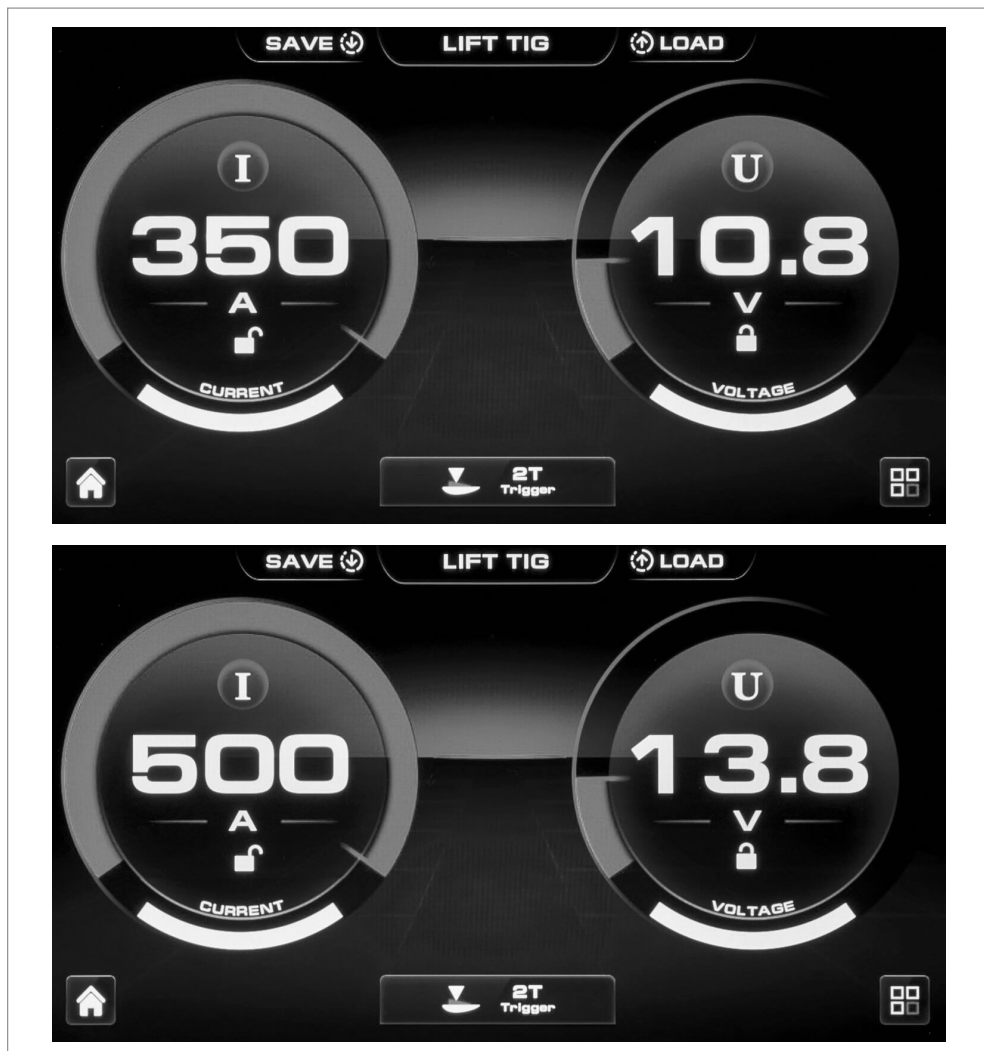 SAVE LIFT TIG LOAD
I U
350 10.8
A V
CURRENT VOLTAGE
2T
Trigger
SAVE LIFT TIG LOAD
I U
500 13.8
A V
CURRENT VOLTAGE
2T
Trigger